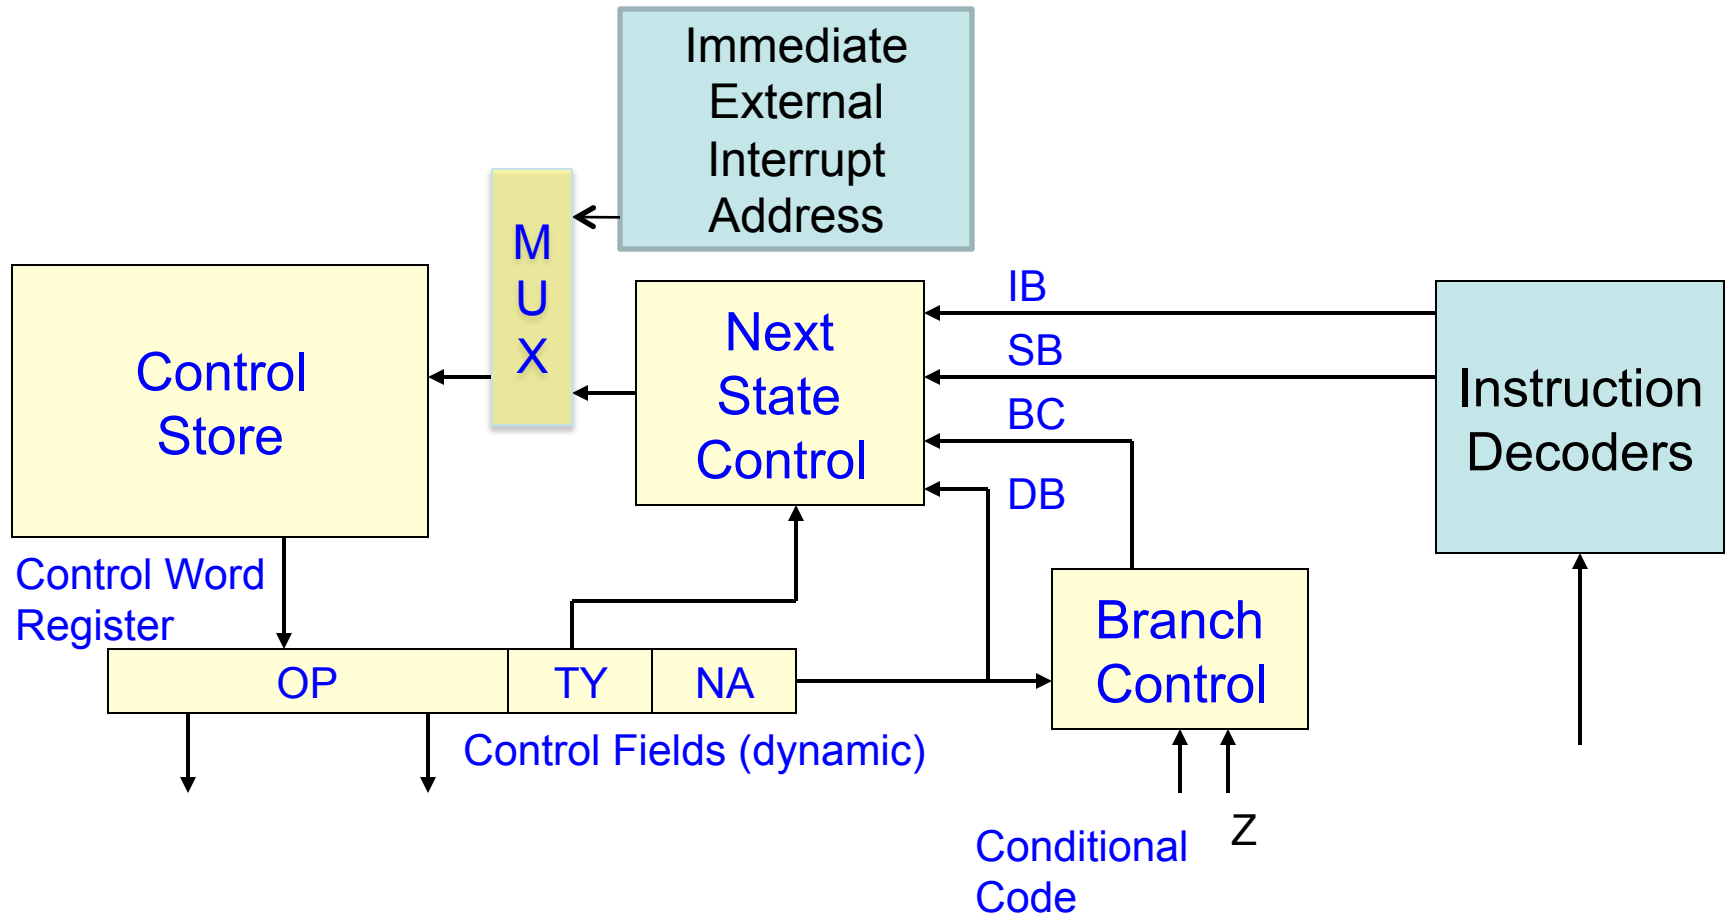 Immediate
External
Interrupt
Address
M
U
X
Control
Store
Next
State
Control
IB
SB
BC
DB
Instruction
Decoders
Control Word
Register
OP
TY
NA
Branch
Control
Control Fields (dynamic)
Conditional
Code
Z